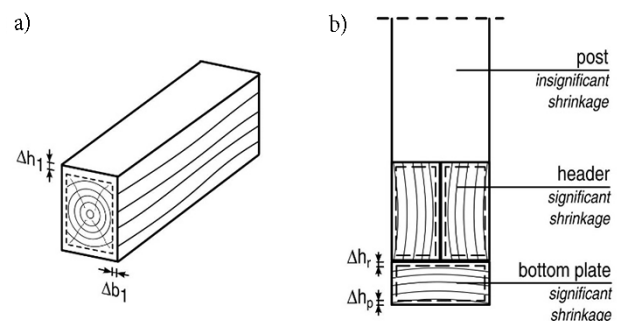 a)
Δh1
Δb1
b)
post
insignificant
shrinkage
header
significant
shrinkage
Δhr
bottom plate
Δhp
significant
shrinkage